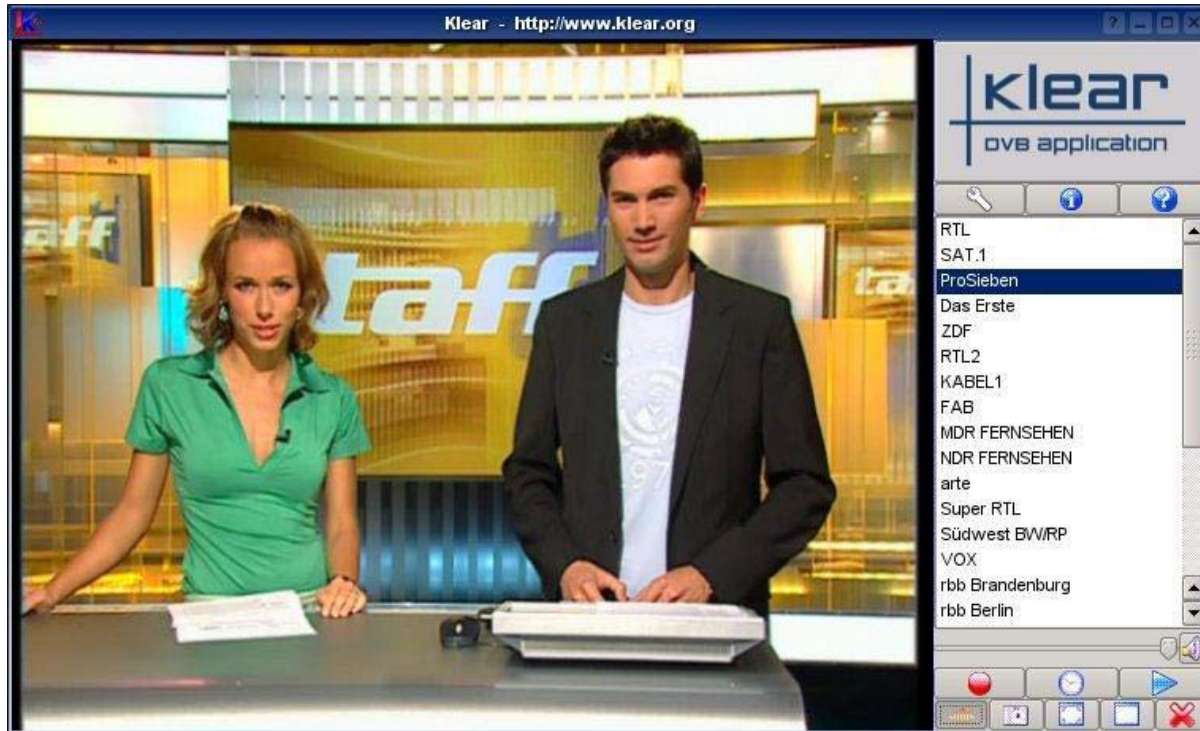 Klear - http://www.klear.org
klear
DVB application
taff
RTL
SAT.1
ProSieben
Das Erste
ZDF
RTL2
KABEL1
FAB
MDR FERNSEHEN
NDR FERNSEHEN
arte
Super RTL
Südwest BW/RP
VOX
rbb Brandenburg
rbb Berlin